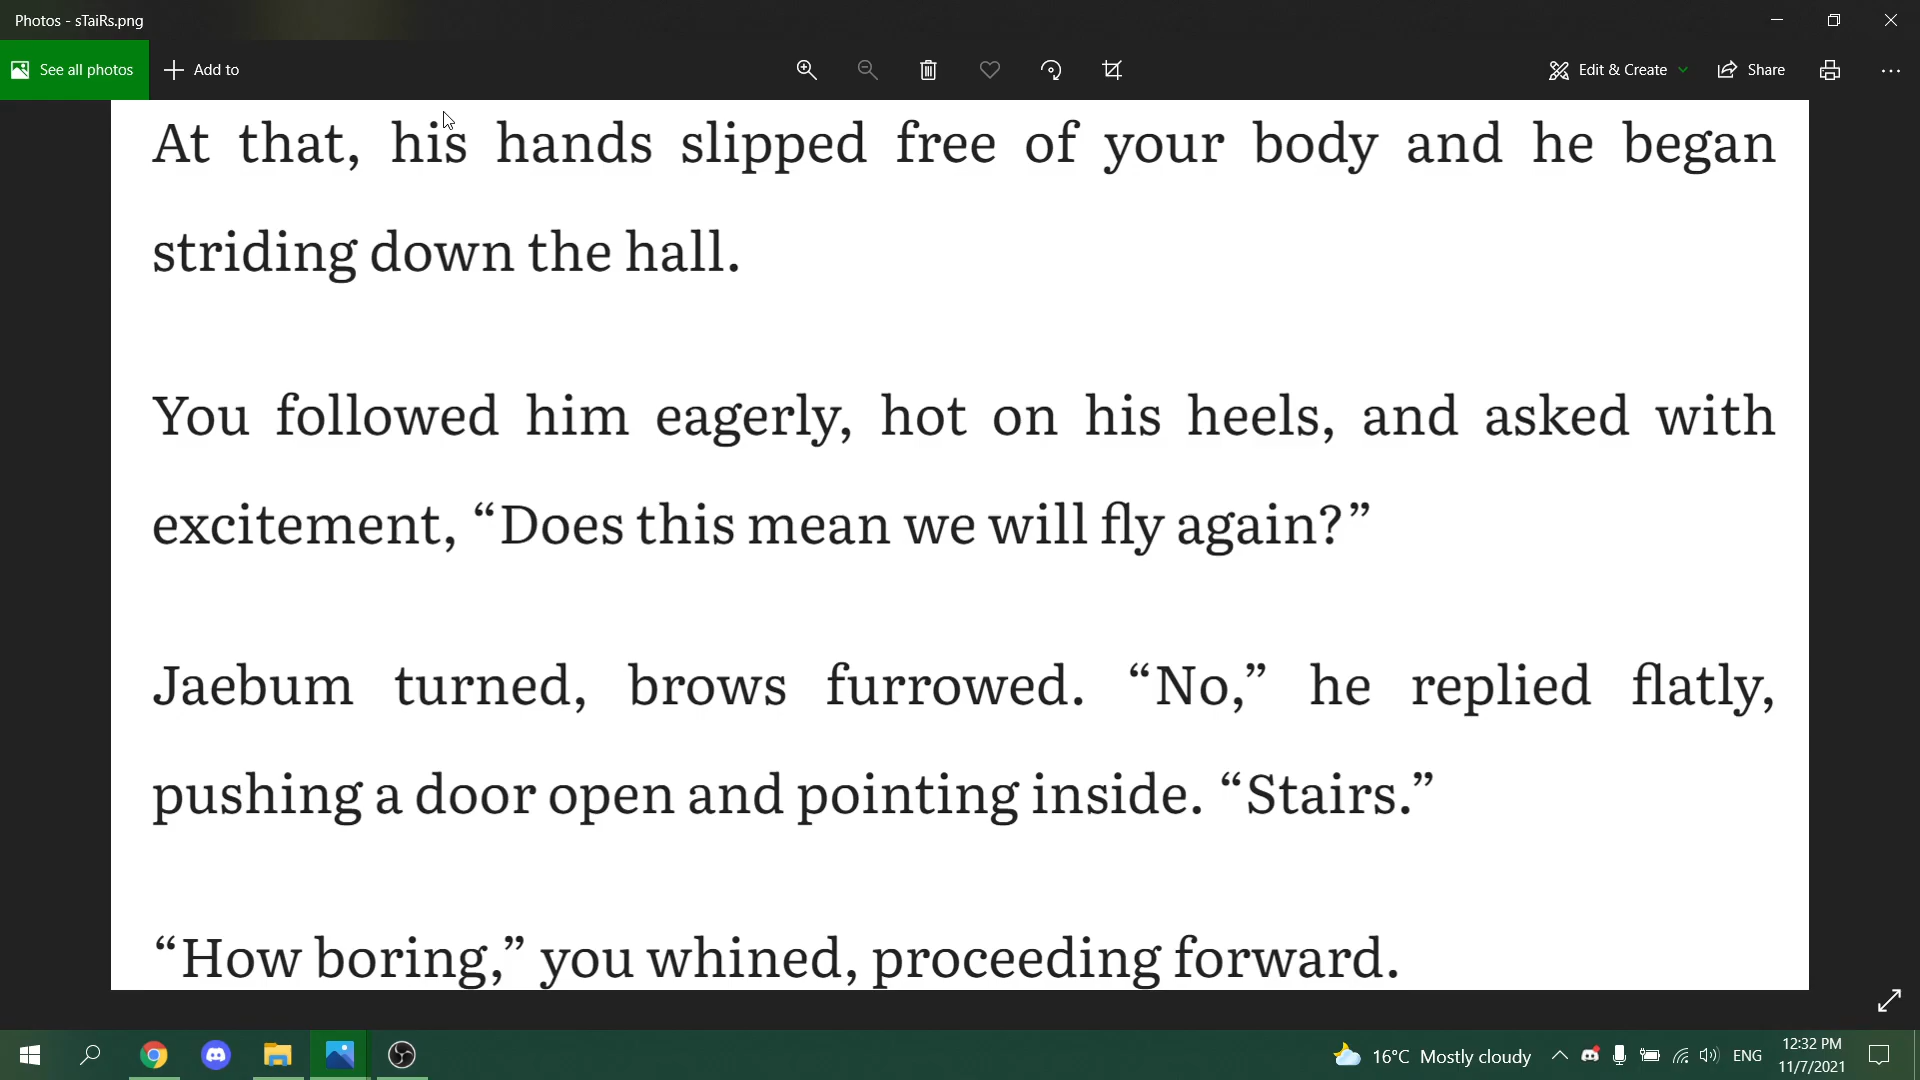 Photos - sTaiRs.png
See all photos
Add to
Edit & Create
Share
At that, his hands slipped free of your body and he began
striding down the hall.
You followed him eagerly, hot on his heels, and asked with
excitement, “Does this mean we will fly again?”
Jaebum turned, brows furrowed. “No,” he replied flatly,
pushing a door open and pointing inside. “Stairs.”
“How boring,” you whined, proceeding forward.
16°C Mostly cloudy
ENG
12:32 PM
11/7/2021